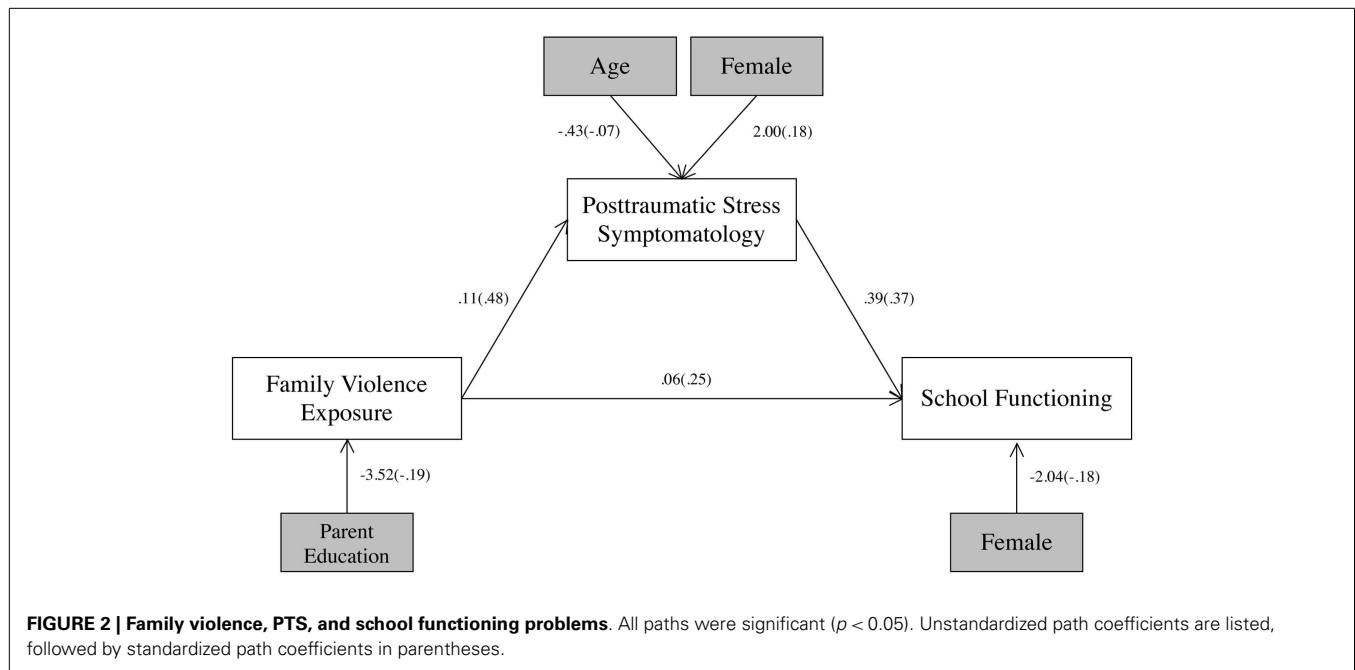 Age
Female
-.43(-.07)
2.00(.18)
Posttraumatic Stress
Symptomatology
.11(.48)
.39(.37)
Family Violence
Exposure
.06(.25)
School Functioning
-3.52(-.19)
-2.04(-.18)
Parent
Education
Female
FIGURE 2 | Family violence, PTS, and school functioning problems. All paths were significant (p < 0.05). Unstandardized path coefficients are listed,
followed by standardized path coefficients in parentheses.